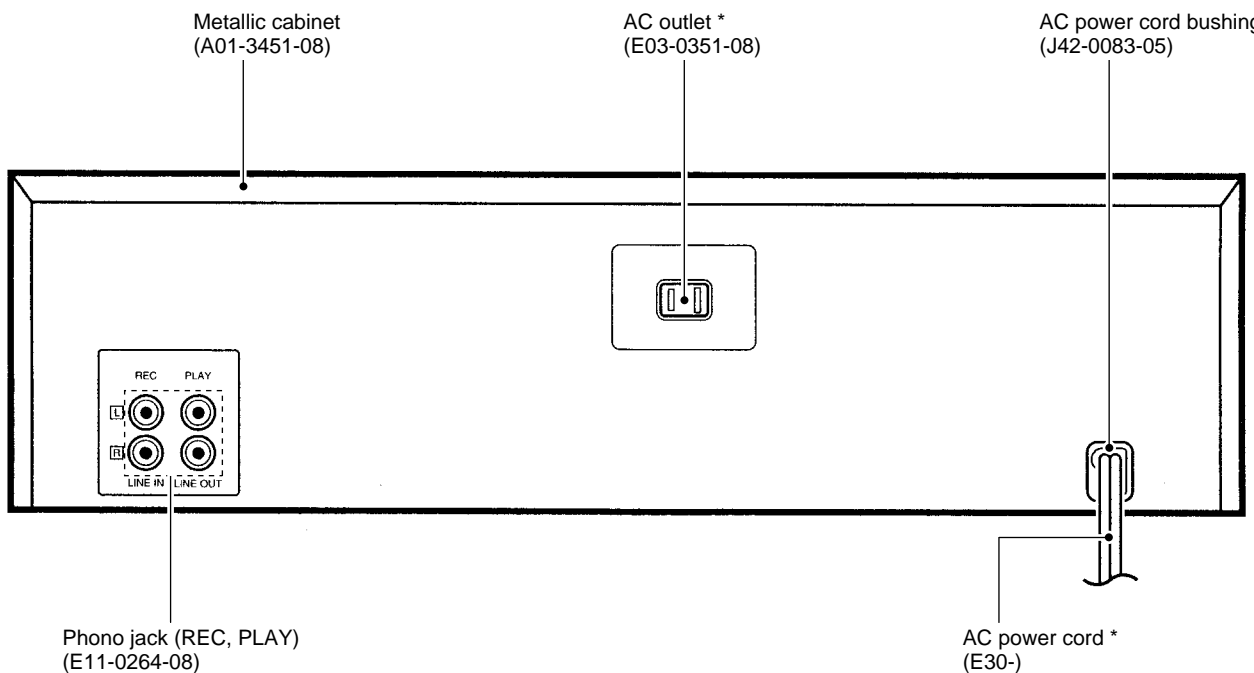 Metallic cabinet
(A01-3451-08)
AC outlet *
(E03-0351-08)
AC power cord bushing
(J42-0083-05)
REC PLAY
L
R
LINE IN LINE OUT
Phono jack (REC, PLAY)
(E11-0264-08)
AC power cord *
(E30-)